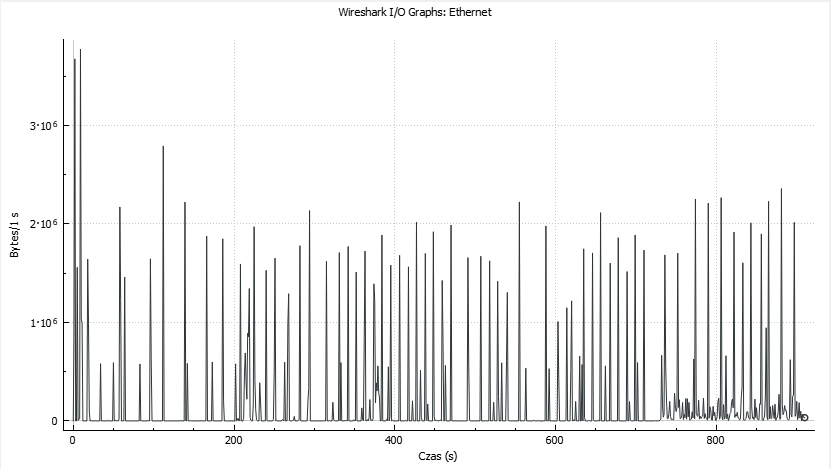 Wireshark I/O Graphs: Ethernet
Bytes/1 s
3·10⁶
2·10⁶
1·10⁶
0
0 200 400 600 800
Czas (s)